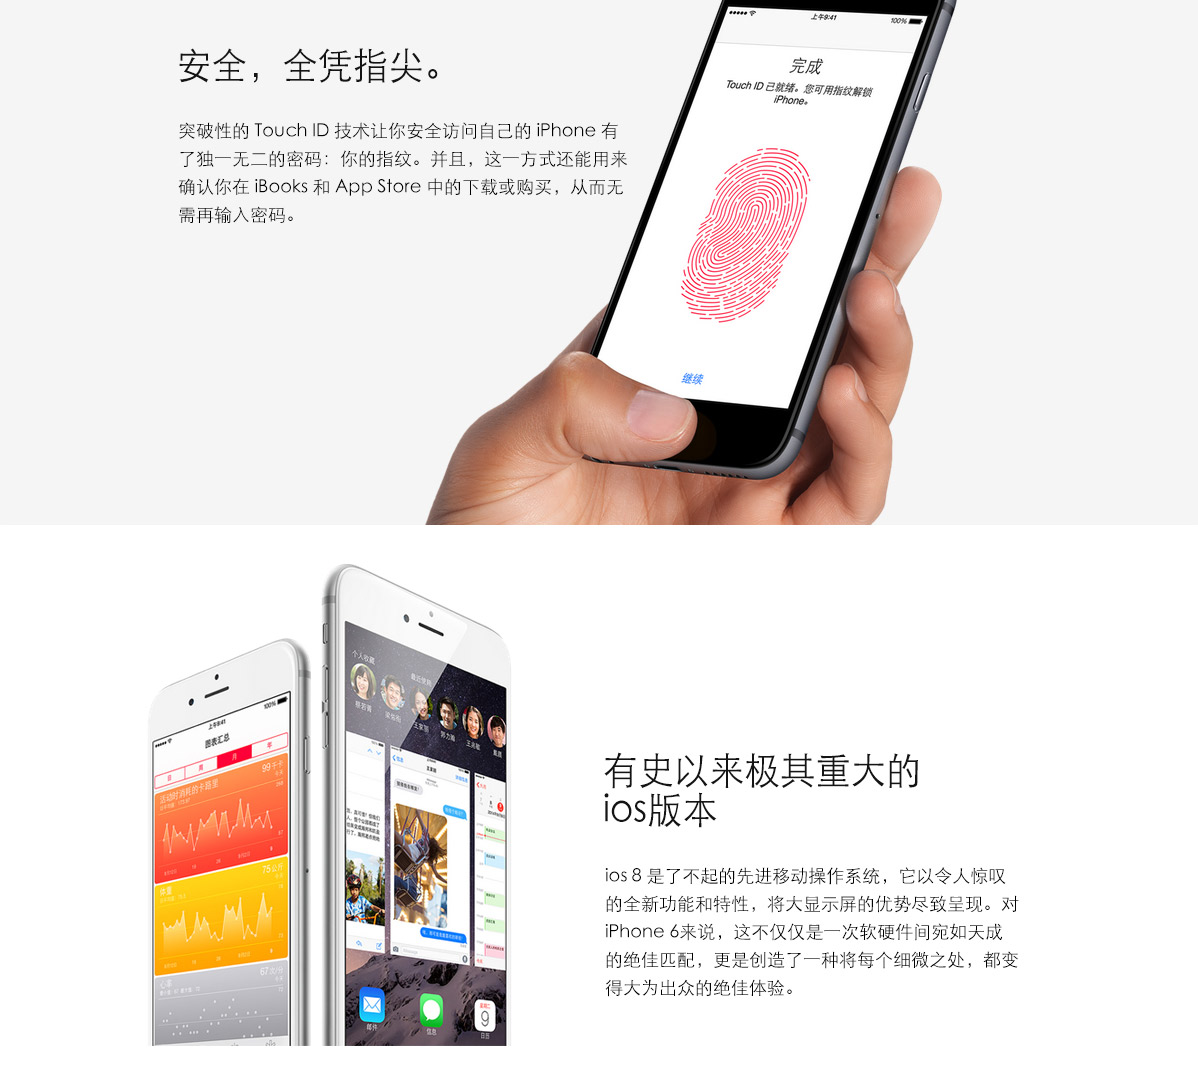 安全，全凭指尖。
突破性的 Touch ID 技术让你安全访问自己的 iPhone 有
了独一无二的密码：你的指纹。并且，这一方式还能用来
确认你在 iBooks 和 App Store 中的下载或购买，从而无
需再输入密码。
上午9:41
100%
完成
Touch ID 已就绪。您可用指纹解锁
iPhone。
继续
有史以来极其重大的
ios版本
ios 8 是了不起的先进移动操作系统，它以令人惊叹
的全新功能和特性，将大显示屏的优势尽致呈现。对
iPhone 6来说，这不仅仅是一次软硬件间宛如天成
的绝佳匹配，更是创造了一种将每个细微之处，都变
得大为出众的绝佳体验。
上午9:41
100%
图表汇总
日 周 月 年
活动时消耗的卡路里
99 千卡
体重
75 公斤
心率
67 次/分
个人收藏
最近使用
邮件
信息
星期二
9
日历